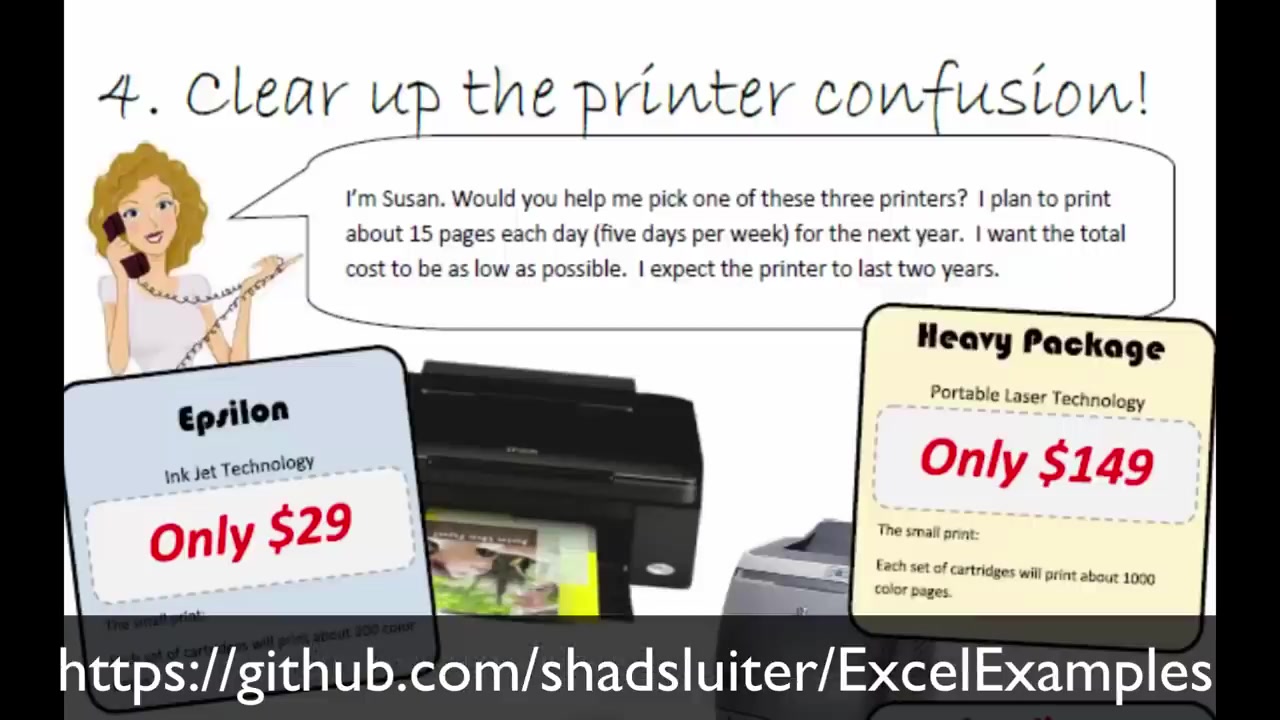 4. Clear up the printer confusion!
I'm Susan. Would you help me pick one of these three printers? I plan to print
about 15 pages each day (five days per week) for the next year. I want the total
cost to be as low as possible. I expect the printer to last two years.
Epsilon
Ink Jet Technology
Only $29
The small print:
Each set of cartridges will print about 200 color
Heavy Package
Portable Laser Technology
Only $149
The small print:
Each set of cartridges will print about 1000
color pages.
https://github.com/shadsluiter/ExcelExamples